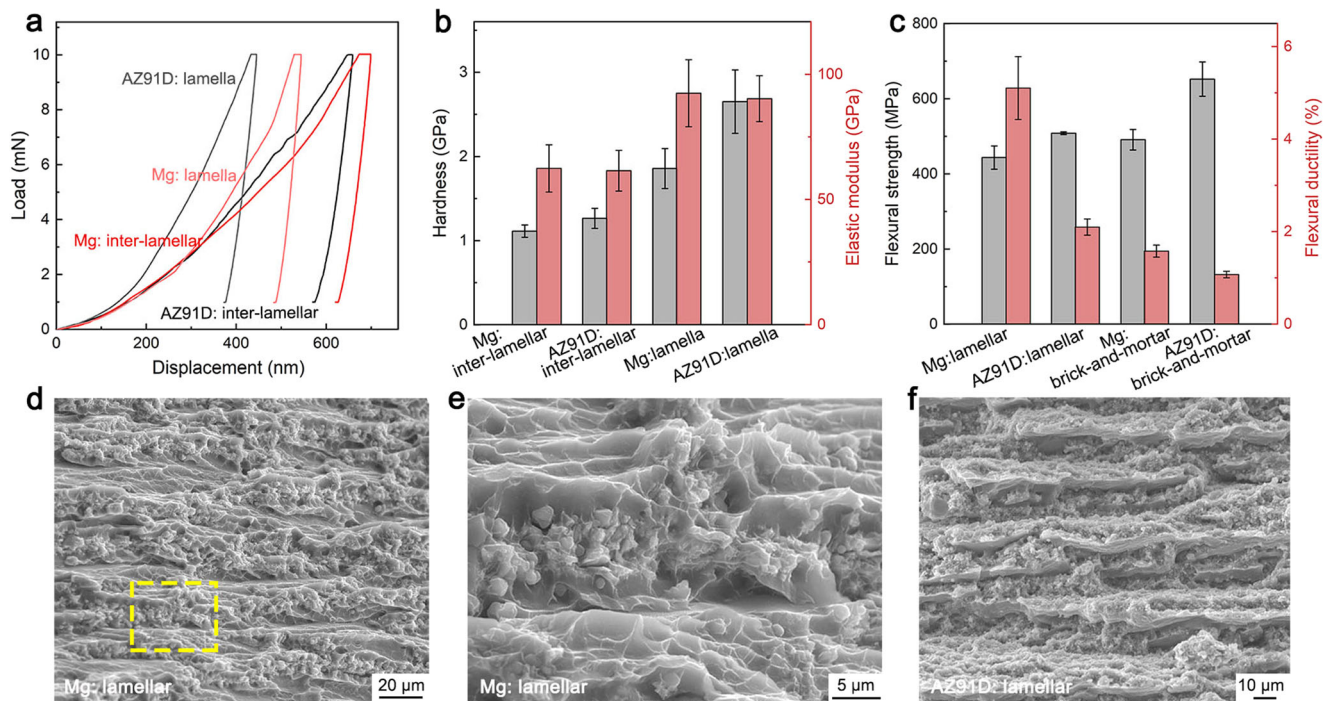 a
10
8
6
4
2
0
Load (mN)
AZ91D: lamella
Mg: lamella
Mg: inter-lamellar
AZ91D: inter-lamellar
0
200
400
600
Displacement (nm)
b
3
2
1
0
Hardness (GPa)
100
50
0
Elastic modulus (GPa)
Mg:
inter-lamellar
AZ91D:
inter-lamellar
Mg:lamella
AZ91D:lamella
c
800
600
400
200
0
Flexural strength (MPa)
6
4
2
0
Flexural ductility (%)
Mg:lamellar
AZ91D:lamellar
Mg:
brick-and-mortar
AZ91D:
brick-and-mortar
d
Mg: lamellar
20 μm
e
Mg: lamellar
5 μm
f
AZ91D: lamellar
10 μm